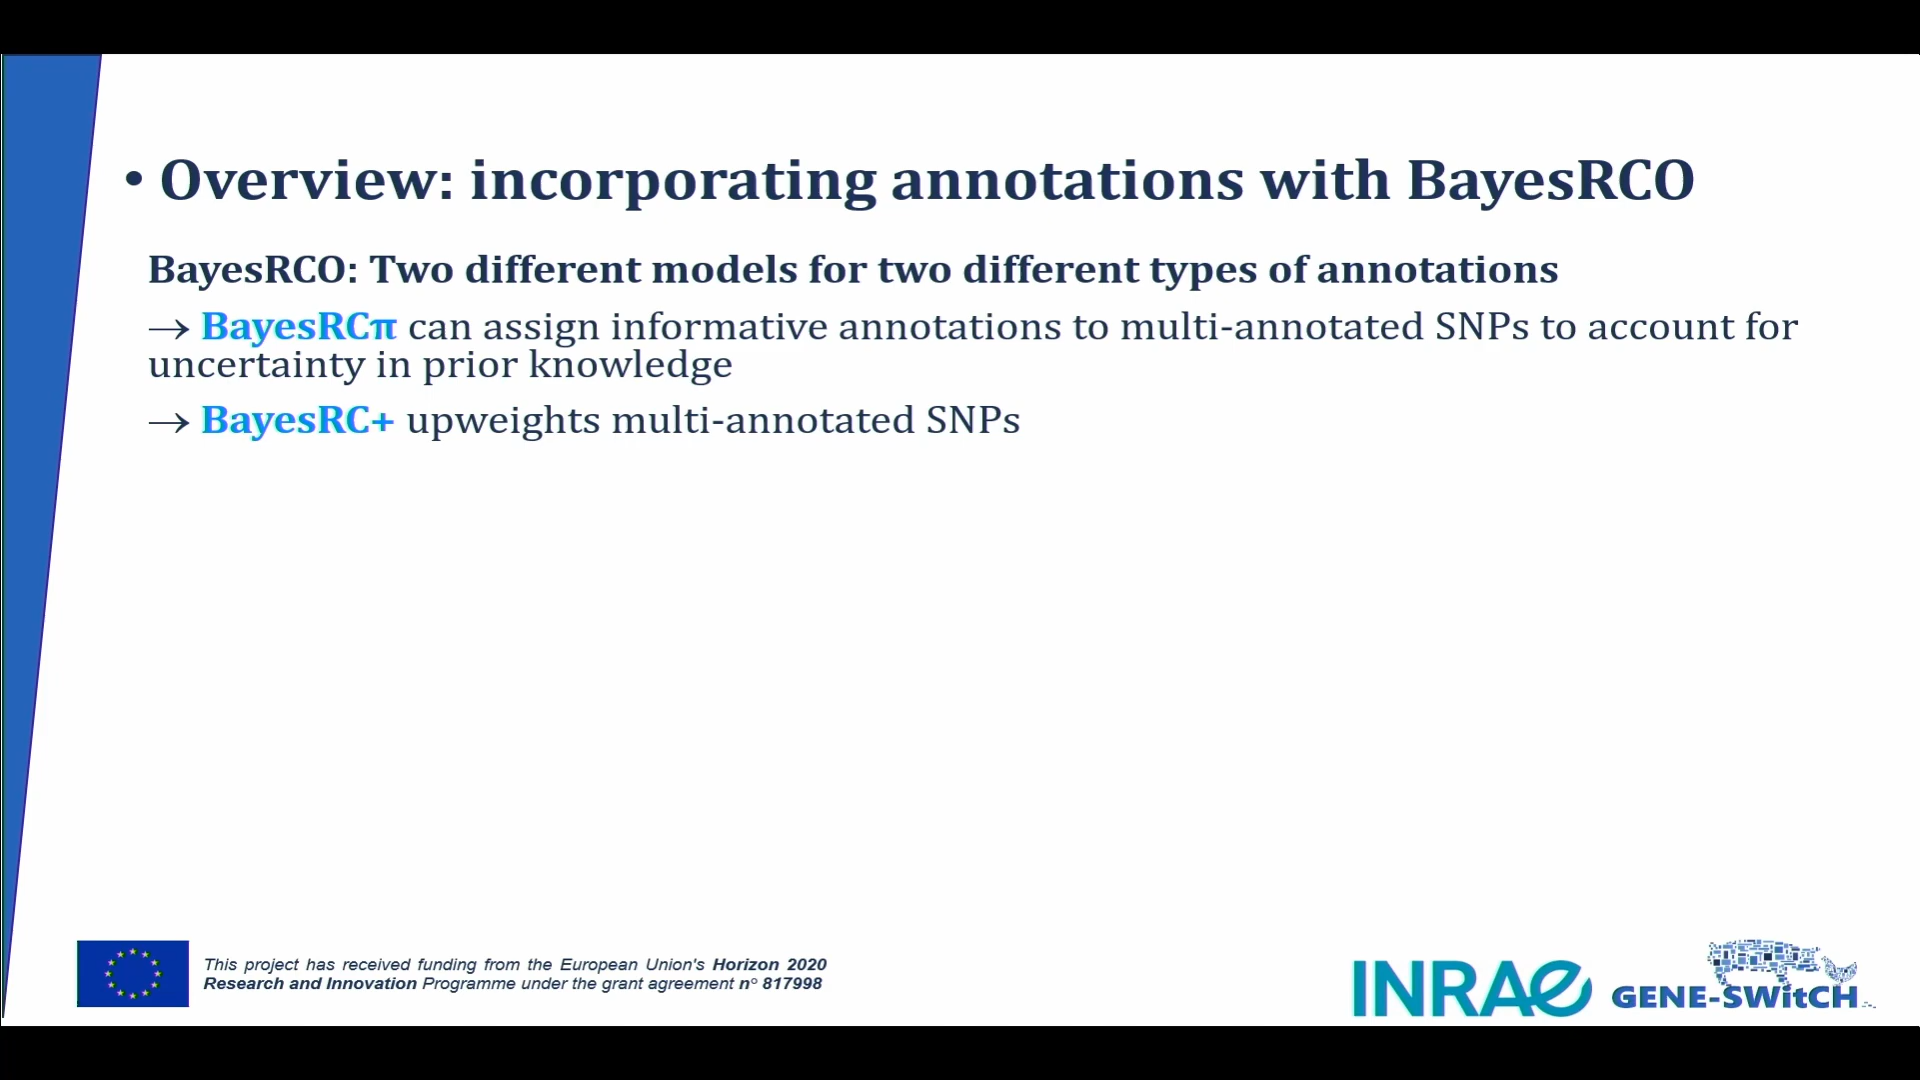 • Overview: incorporating annotations with BayesRCO
BayesRCO: Two different models for two different types of annotations
→ BayesRCπ can assign informative annotations to multi-annotated SNPs to account for
uncertainty in prior knowledge
→ BayesRC+ upweights multi-annotated SNPs
This project has received funding from the European Union's Horizon 2020
Research and Innovation Programme under the grant agreement n° 817998
INRAE
GENE-SWitCH